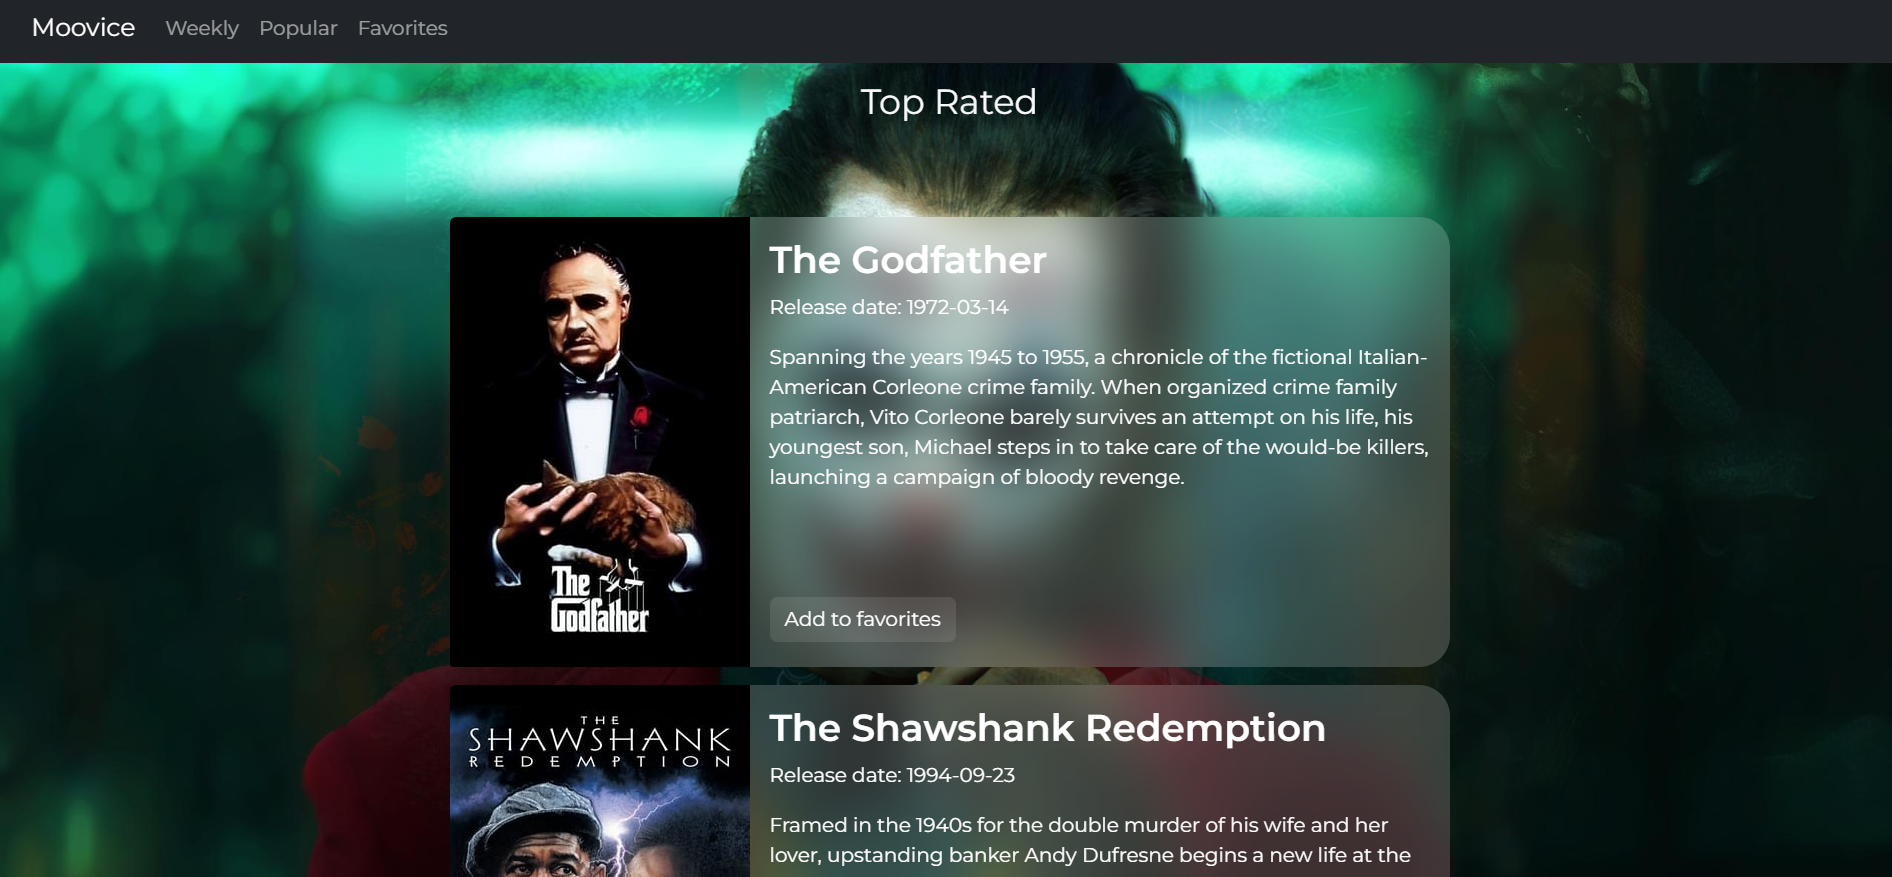 Moovice Weekly Popular Favorites
Top Rated
The Godfather
Release date: 1972-03-14
Spanning the years 1945 to 1955, a chronicle of the fictional Italian-
American Corleone crime family. When organized crime family
patriarch, Vito Corleone barely survives an attempt on his life, his
youngest son, Michael steps in to take care of the would-be killers,
launching a campaign of bloody revenge.
The
Godfather
Add to favorites
THE
SHAWSHANK
REDEMPTION
The Shawshank Redemption
Release date: 1994-09-23
Framed in the 1940s for the double murder of his wife and her
lover, upstanding banker Andy Dufresne begins a new life at the